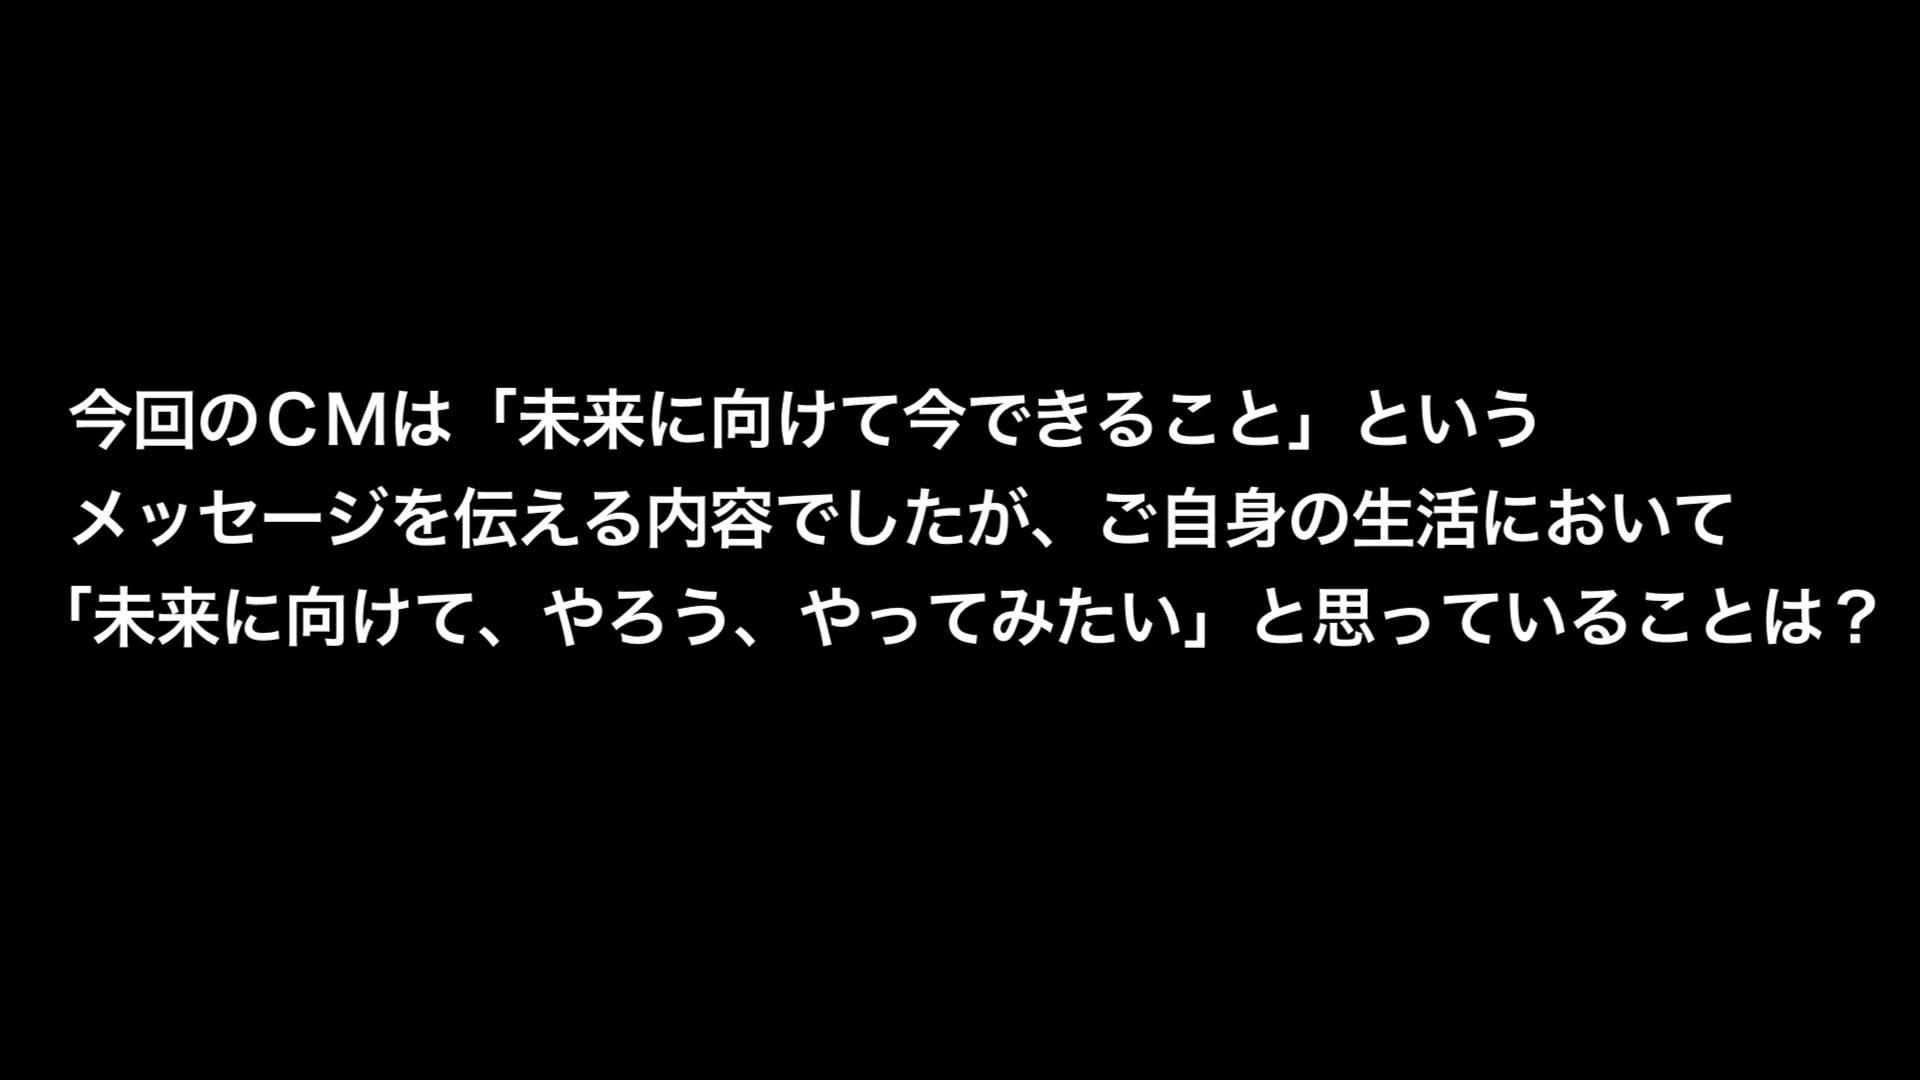 今回のＣＭは「未来に向けて今できること」という
メッセージを伝える内容でしたが、ご自身の生活において
「未来に向けて、やろう、やってみたい」と思っていることは？